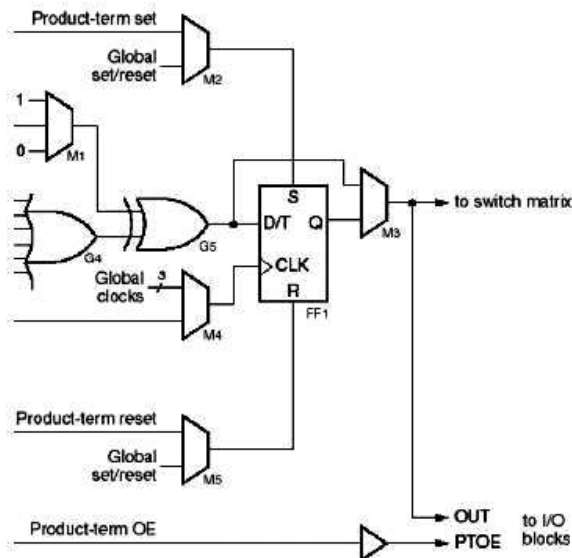 Product-term set
Global
set/reset
M2
1
0
M1
S
D/T
Q
M3
to switch matrix
G4
G5
CLK
Global
clocks
3
R
M4
FF1
Product-term reset
Global
set/reset
M5
OUT
to I/O
blocks
Product-term OE
PTOE